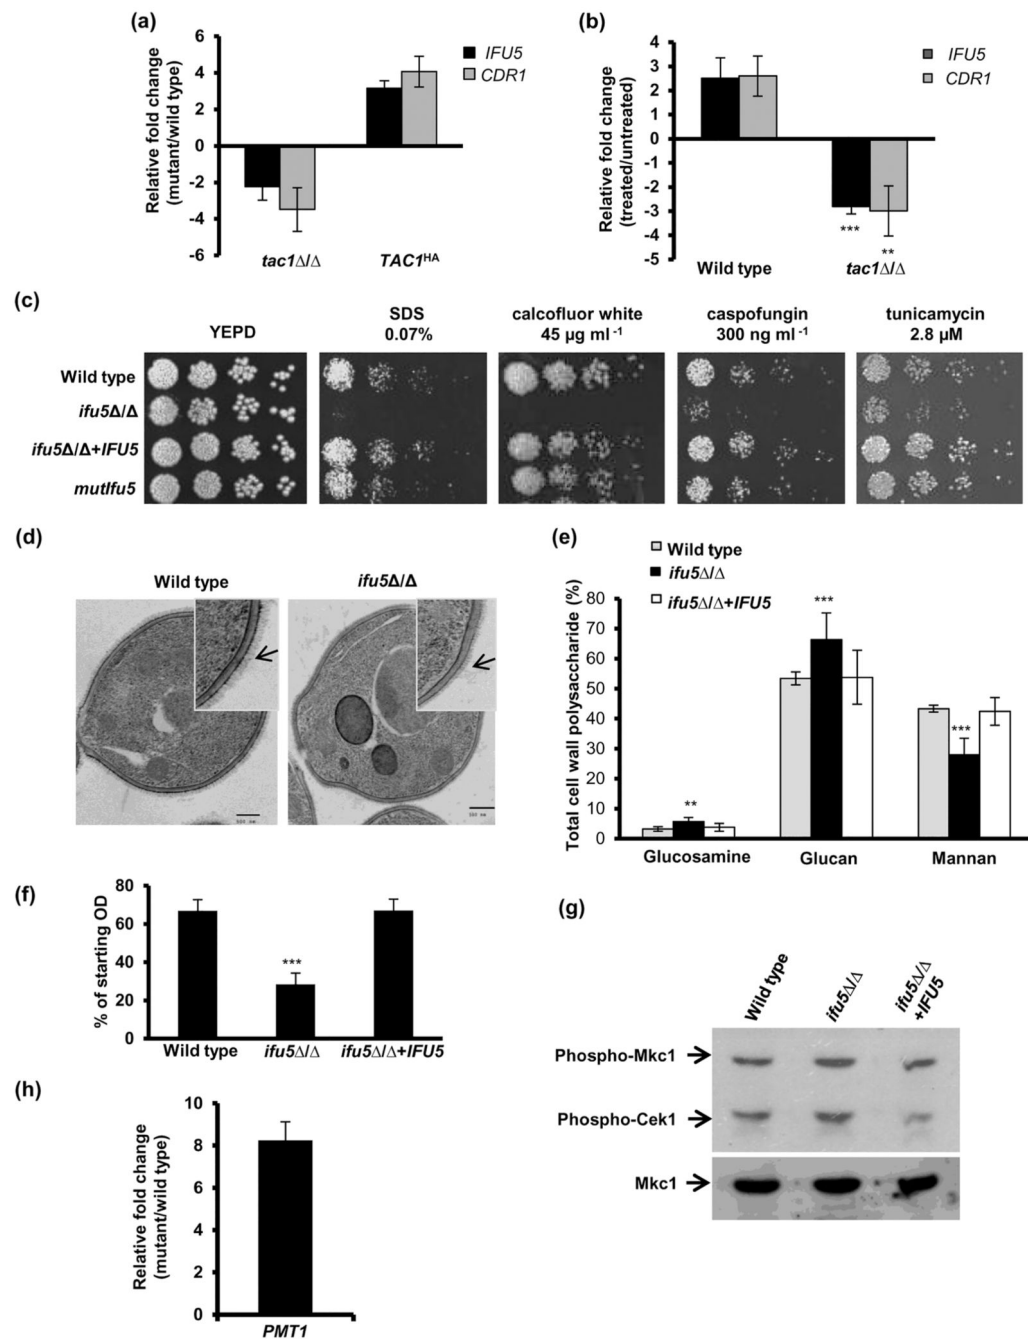 (a)
Relative fold change
(mutant/wild type)
6
4
2
0
-2
-4
-6
IFU5
CDR1
tac1Δ/Δ
TAC1ᴴᴬ
(b)
Relative fold change
(treated/untreated)
4
3
2
1
0
-1
-2
-3
-4
-5
IFU5
CDR1
***
**
Wild type
tac1Δ/Δ
(c)
YEPD
SDS
0.07%
calcofluor white
45 µg ml⁻¹
caspofungin
300 ng ml⁻¹
tunicamycin
2.8 µM
Wild type
ifu5Δ/Δ
ifu5Δ/Δ+IFU5
mutIfu5
(d)
Wild type
ifu5Δ/Δ
(e)
Wild type
ifu5Δ/Δ
ifu5Δ/Δ+IFU5
Total cell wall polysaccharide (%)
80
70
60
50
40
30
20
10
0
**
***
***
Glucosamine
Glucan
Mannan
(f)
% of starting OD
80
60
40
20
0
***
Wild type
ifu5Δ/Δ
ifu5Δ/Δ+IFU5
(g)
Wild type
ifu5Δ/Δ
ifu5Δ/Δ
+IFU5
Phospho-Mkc1
Phospho-Cek1
Mkc1
(h)
Relative fold change
(mutant/wild type)
10
8
6
4
2
0
PMT1